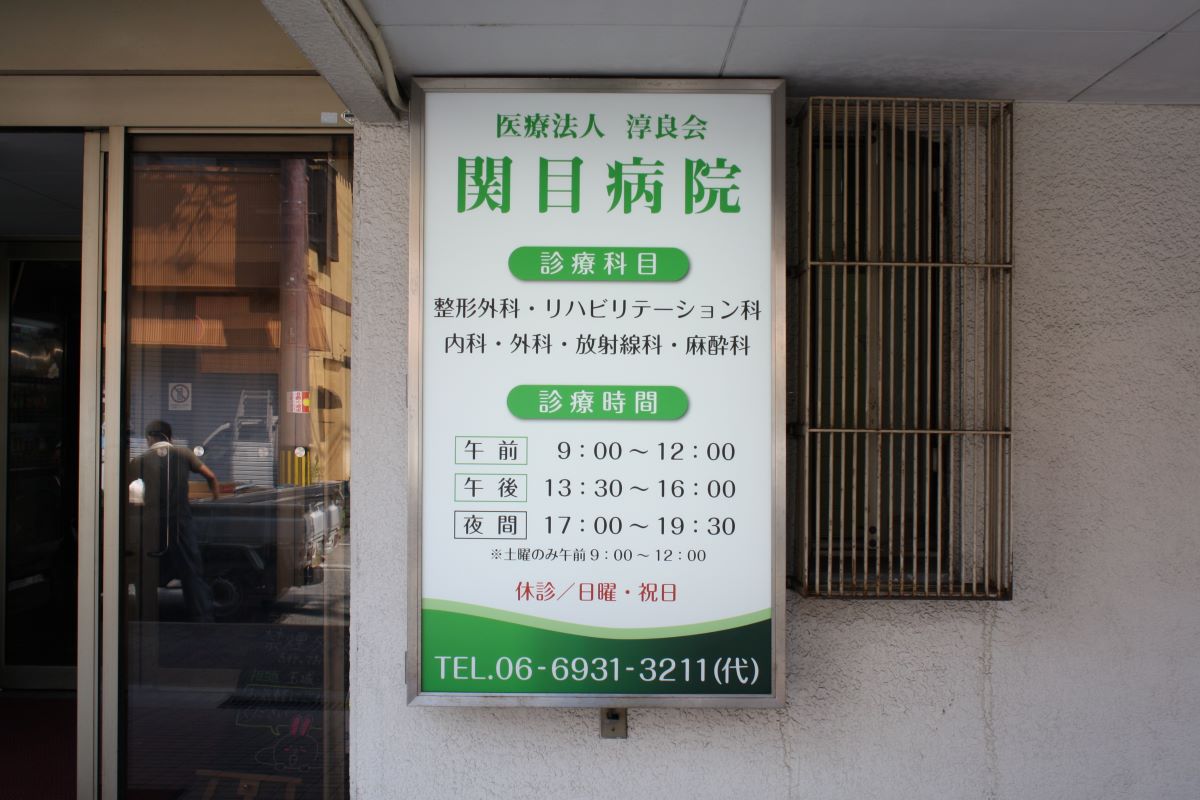 医療法人 淳良会
関目病院
診療科目
整形外科・リハビリテーション科
内科・外科・放射線科・麻酔科
診療時間
午前 9:00～12:00
午後 13:30～16:00
夜間 17:00～19:30
※土曜のみ午前9:00～12:00
休診／日曜・祝日
TEL.06-6931-3211(代)